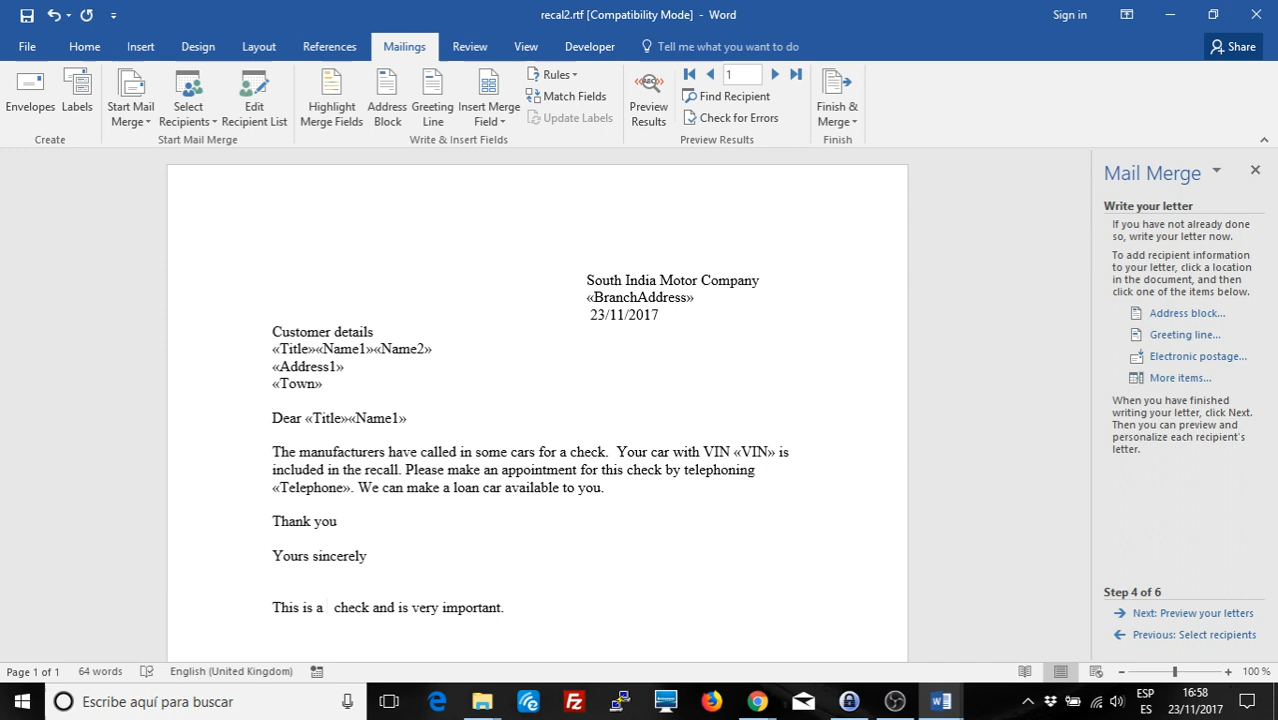 recal2.rtf [Compatibility Mode] - Word
Sign in
File Home Insert Design Layout References Mailings Review View Developer Tell me what you want to do Share
Envelopes Labels
Create
Start Mail Merge
Select Recipients
Edit Recipient List
Start Mail Merge
Highlight Merge Fields
Address Block
Greeting Line
Insert Merge Field
Rules
Match Fields
Update Labels
Write & Insert Fields
Preview Results
1
Find Recipient
Check for Errors
Preview Results
Finish & Merge
Finish
South India Motor Company
«BranchAddress»
23/11/2017
Customer details
«Title»«Name1»«Name2»
«Address1»
«Town»
Dear «Title»«Name1»
The manufacturers have called in some cars for a check. Your car with VIN «VIN» is
included in the recall. Please make an appointment for this check by telephoning
«Telephone». We can make a loan car available to you.
Thank you
Yours sincerely
This is a check and is very important.
Mail Merge
Write your letter
If you have not already done
so, write your letter now.
To add recipient information
to your letter, click a location
in the document, and then
click one of the items below.
Address block...
Greeting line...
Electronic postage...
More items...
When you have finished
writing your letter, click Next.
Then you can preview and
personalize each recipient's
letter.
Step 4 of 6
Next: Preview your letters
Previous: Select recipients
Page 1 of 1 64 words English (United Kingdom) 100 %
Escribe aquí para buscar
ESP
ES
16:58
23/11/2017